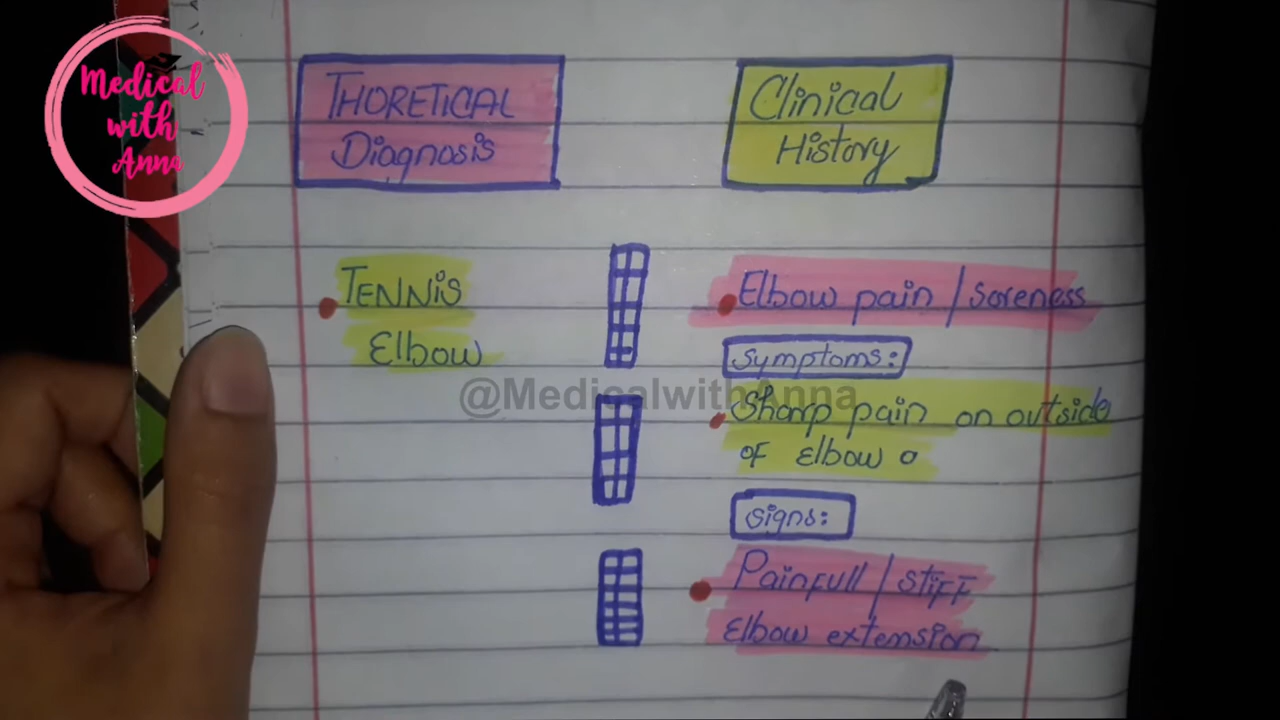 Medical
with
Anna
THORETICAL
Diagnosis
Clinical
History
TENNIS
Elbow
Elbow pain / Soreness
Symptoms:
@MedicalwithAnna
Sharp pain on outside
of Elbow
Signs:
Painfull / stiff
Elbow extension